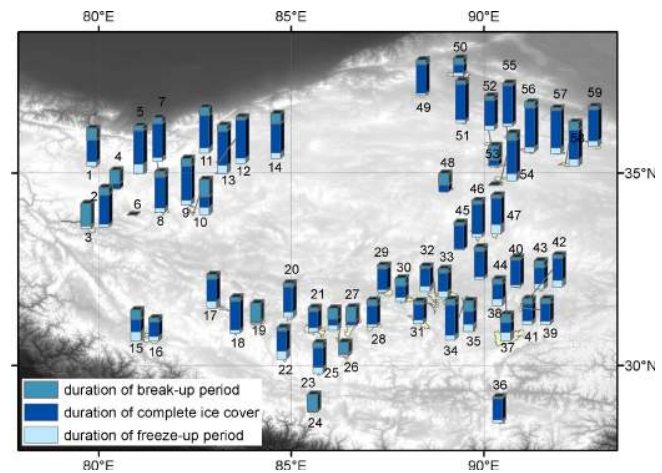 80°E 85°E 90°E
50
55
5 7 52 56 57 59
49
51 58
11 53
1 4 13 12 14 48 54
35°N 35°N
2 6 8 9 10 46 47
3 45
29 30 32 33 44 40 43 42
20
17 21 27 38
15 16 18 19 28 31 41 39
22 25 26 34 35 37
23
24 36
30°N 30°N
duration of break-up period
duration of complete ice cover
duration of freeze-up period
80°E 85°E 90°E